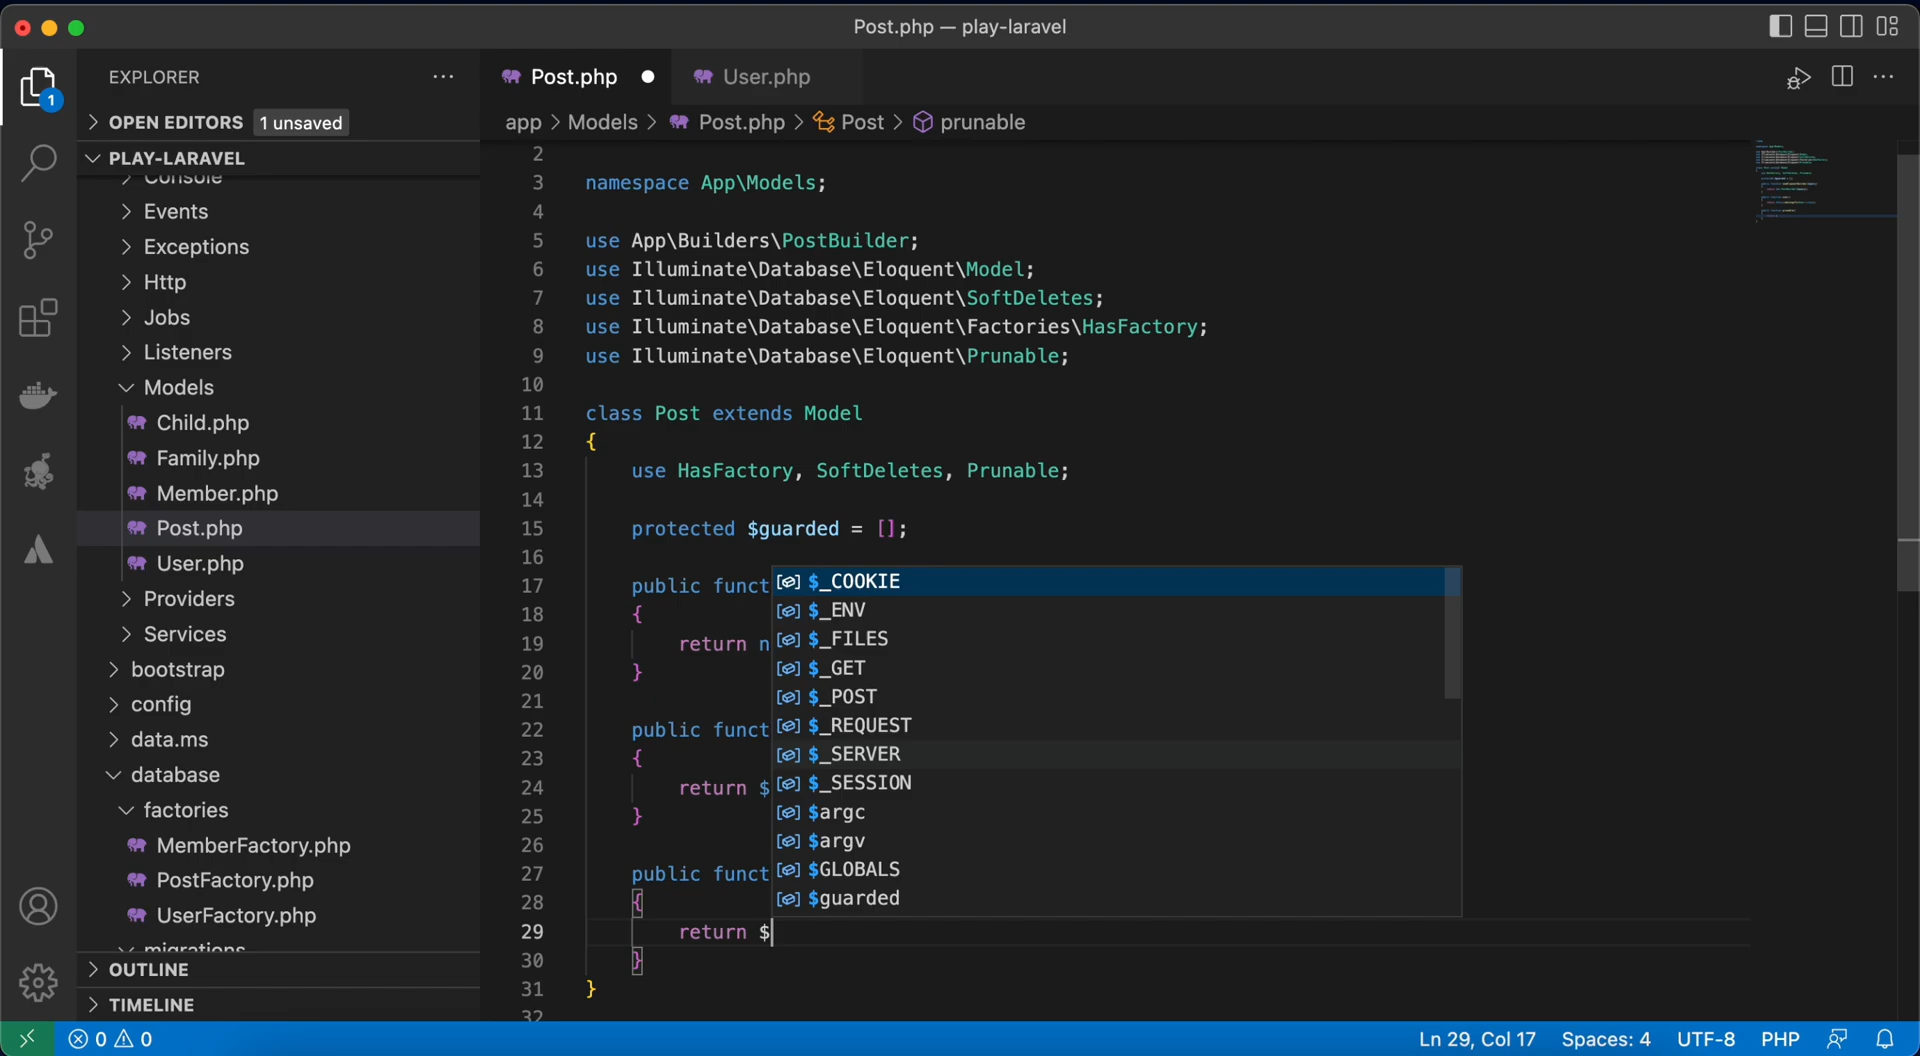 Post.php — play-laravel
EXPLORER
1
OPEN EDITORS 1 unsaved
PLAY-LARAVEL
Console
Events
Exceptions
Http
Jobs
Listeners
Models
Child.php
Family.php
Member.php
Post.php
User.php
Providers
Services
bootstrap
config
data.ms
database
factories
MemberFactory.php
PostFactory.php
UserFactory.php
migrations
OUTLINE
TIMELINE
Post.php
User.php
app > Models > Post.php > Post > prunable
2
3 namespace App\Models;
4
5 use App\Builders\PostBuilder;
6 use Illuminate\Database\Eloquent\Model;
7 use Illuminate\Database\Eloquent\SoftDeletes;
8 use Illuminate\Database\Eloquent\Factories\HasFactory;
9 use Illuminate\Database\Eloquent\Prunable;
10
11 class Post extends Model
12 {
13 use HasFactory, SoftDeletes, Prunable;
14
15 protected $guarded = [];
16
17 public funct
18 {
19 return n
20 }
21
22 public funct
23 {
24 return $
25 }
26
27 public funct
28 {
29 return $
30 }
31 }
32
$_COOKIE
$_ENV
$_FILES
$_GET
$_POST
$_REQUEST
$_SERVER
$_SESSION
$argc
$argv
$GLOBALS
$guarded
0 0
Ln 29, Col 17 Spaces: 4 UTF-8 PHP